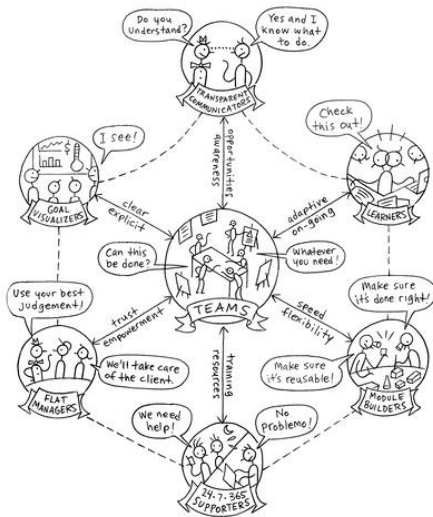 Do you
understand?
Yes and I
know what
to do.
TRANSPARENT
COMMUNICATORS
I see!
$
GOAL
VISUALIZERS
Check
this out!
LEARNERS
opportunities
awareness
clear
explicit
adaptive
on-going
Can this
be done?
Whatever
you need!
TEAMS
Use your best
judgement!
trust
empowerment
We'll take care
of the client.
FLAT
MANAGERS
speed
flexibility
Make sure
it's done right!
Make sure
it's reusable!
MODULE
BUILDERS
training
resources
We need
help!
No
Problemo!
24·7·365
SUPPORTERS